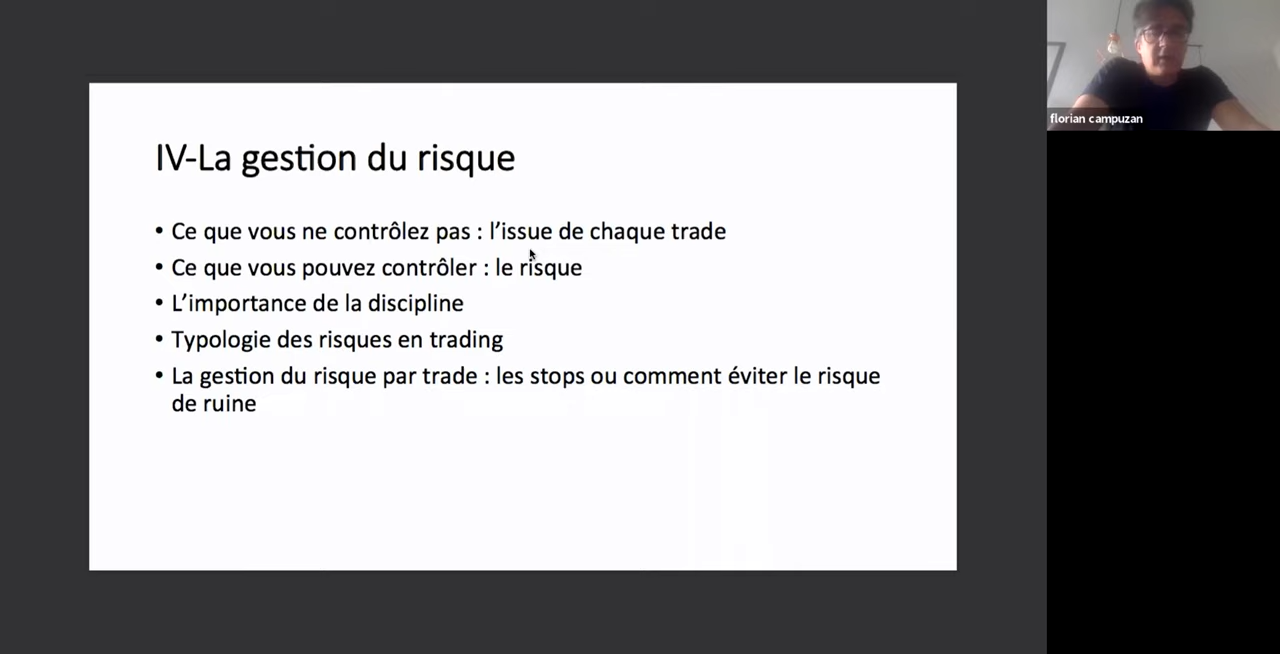 IV-La gestion du risque
• Ce que vous ne contrôlez pas : l’issue de chaque trade
• Ce que vous pouvez contrôler : le risque
• L’importance de la discipline
• Typologie des risques en trading
• La gestion du risque par trade : les stops ou comment éviter le risque
de ruine
florian campuzan